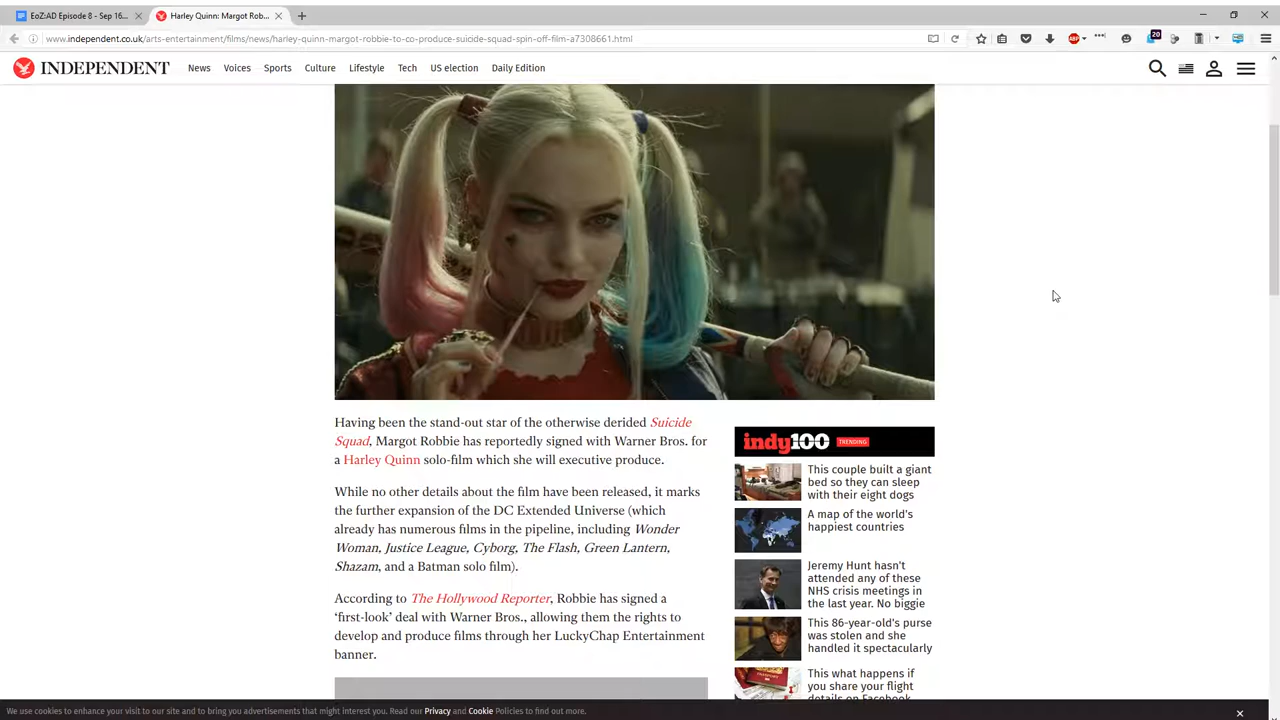 EoZ:AD Episode 8 - Sep 16...
Harley Quinn: Margot Rob...
www.independent.co.uk/arts-entertainment/films/news/harley-quinn-margot-robbie-to-co-produce-suicide-squad-spin-off-film-a7308661.html
ABP
20
INDEPENDENT
News Voices Sports Culture Lifestyle Tech US election Daily Edition
Having been the stand-out star of the otherwise derided Suicide
Squad, Margot Robbie has reportedly signed with Warner Bros. for
a Harley Quinn solo-film which she will executive produce.
While no other details about the film have been released, it marks
the further expansion of the DC Extended Universe (which
already has numerous films in the pipeline, including Wonder
Woman, Justice League, Cyborg, The Flash, Green Lantern,
Shazam, and a Batman solo film).
According to The Hollywood Reporter, Robbie has signed a
‘first-look’ deal with Warner Bros., allowing them the rights to
develop and produce films through her LuckyChap Entertainment
banner.
indy100 TRENDING
This couple built a giant
bed so they can sleep
with their eight dogs
A map of the world's
happiest countries
Jeremy Hunt hasn't
attended any of these
NHS crisis meetings in
the last year. No biggie
This 86-year-old's purse
was stolen and she
handled it spectacularly
This what happens if
you share your flight
details on Facebook
We use cookies to enhance your visit to our site and to bring you advertisements that might interest you. Read our Privacy and Cookie Policies to find out more.